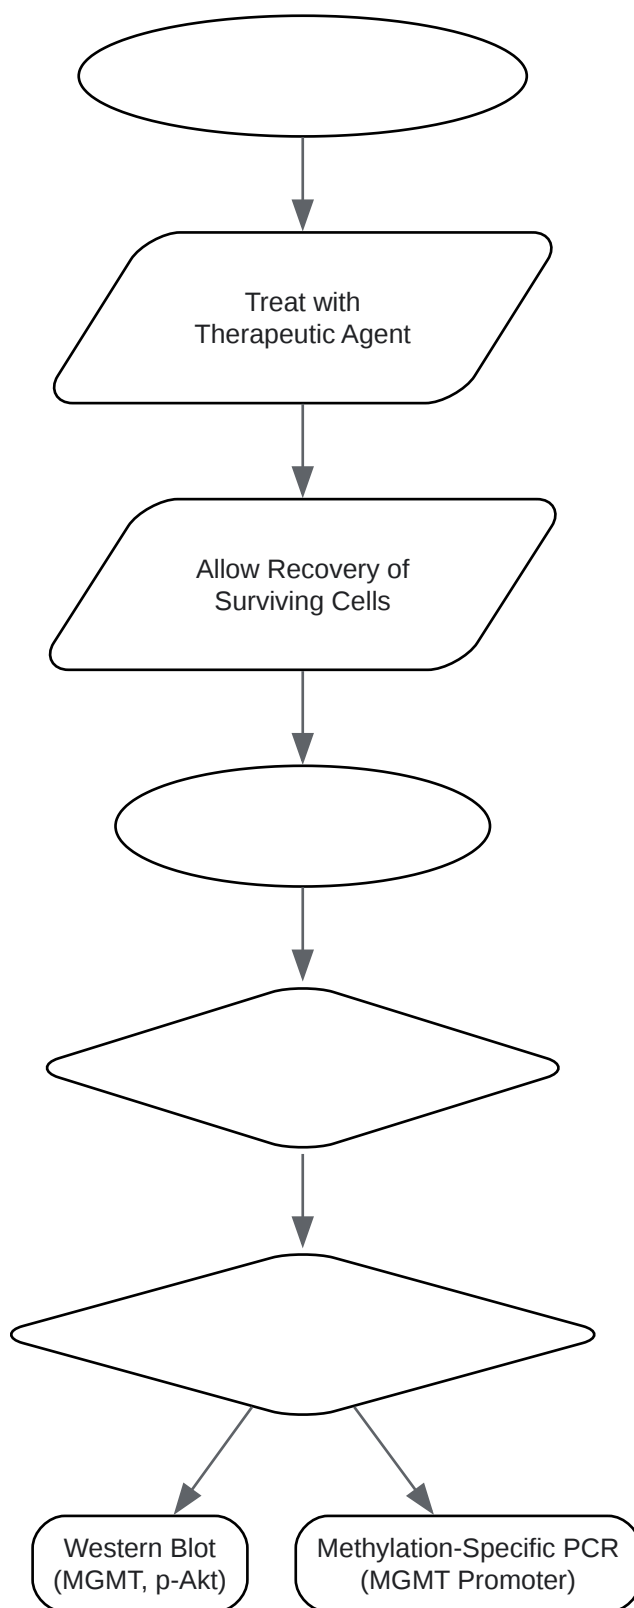 Treat with
Therapeutic Agent
Allow Recovery of
Surviving Cells
Western Blot
(MGMT, p-Akt)
Methylation-Specific PCR
(MGMT Promoter)